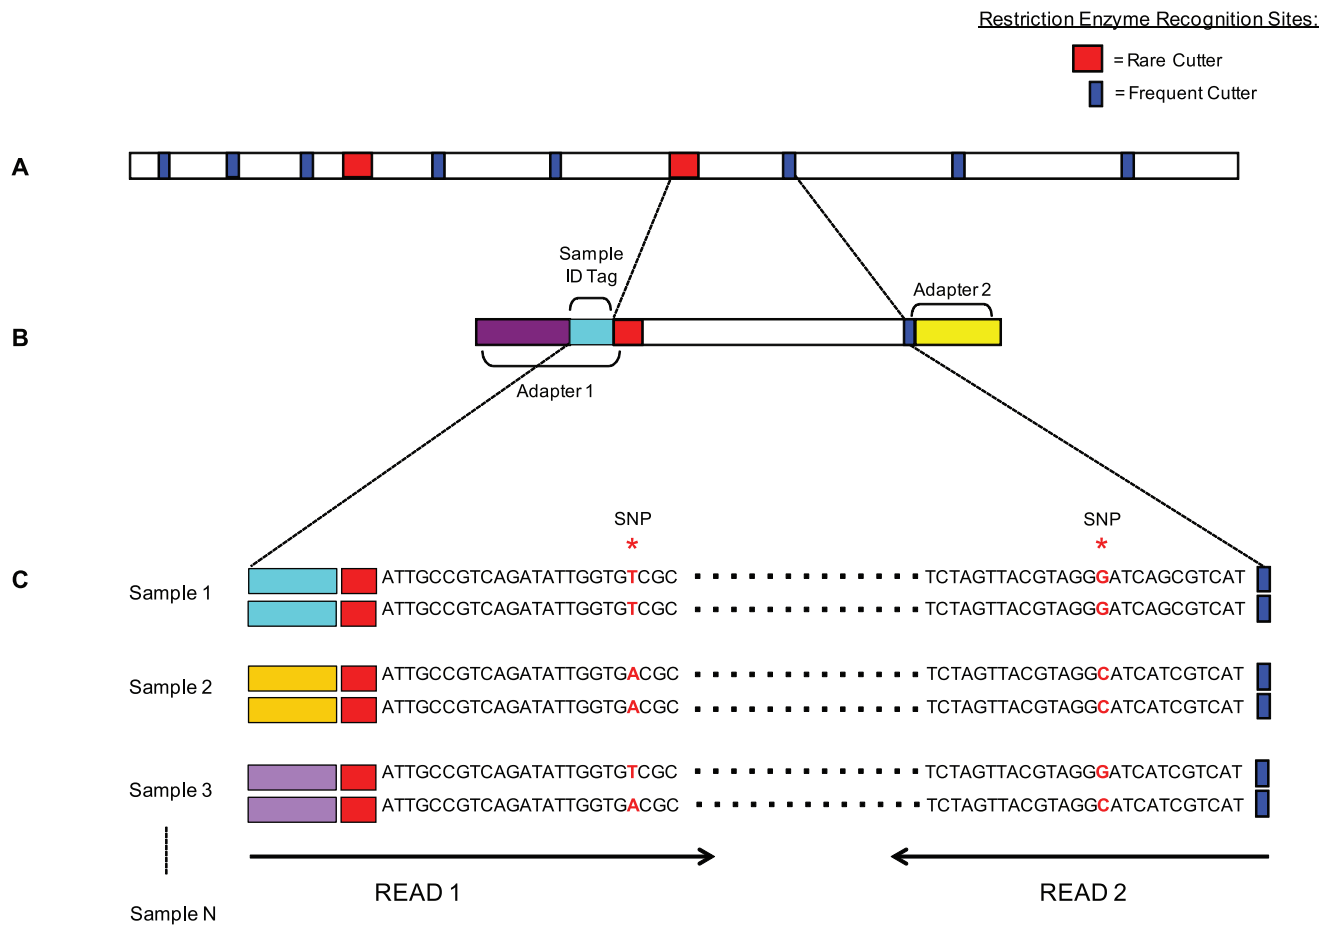 Restriction Enzyme Recognition Sites:
= Rare Cutter
= Frequent Cutter
A
Sample
ID Tag
Adapter 2
B
Adapter 1
SNP SNP
* *
C
Sample 1
ATTGCCGTCAGATATTGGTGTCGC TCTAGTTACGTAGGGATCAGCGTCAT
ATTGCCGTCAGATATTGGTGTCGC TCTAGTTACGTAGGGATCAGCGTCAT
Sample 2
ATTGCCGTCAGATATTGGTGACGC TCTAGTTACGTAGGCATCATCGTCAT
ATTGCCGTCAGATATTGGTGACGC TCTAGTTACGTAGGCATCATCGTCAT
Sample 3
ATTGCCGTCAGATATTGGTGTCGC TCTAGTTACGTAGGGATCATCGTCAT
ATTGCCGTCAGATATTGGTGACGC TCTAGTTACGTAGGCATCATCGTCAT
READ 1 READ 2
Sample N